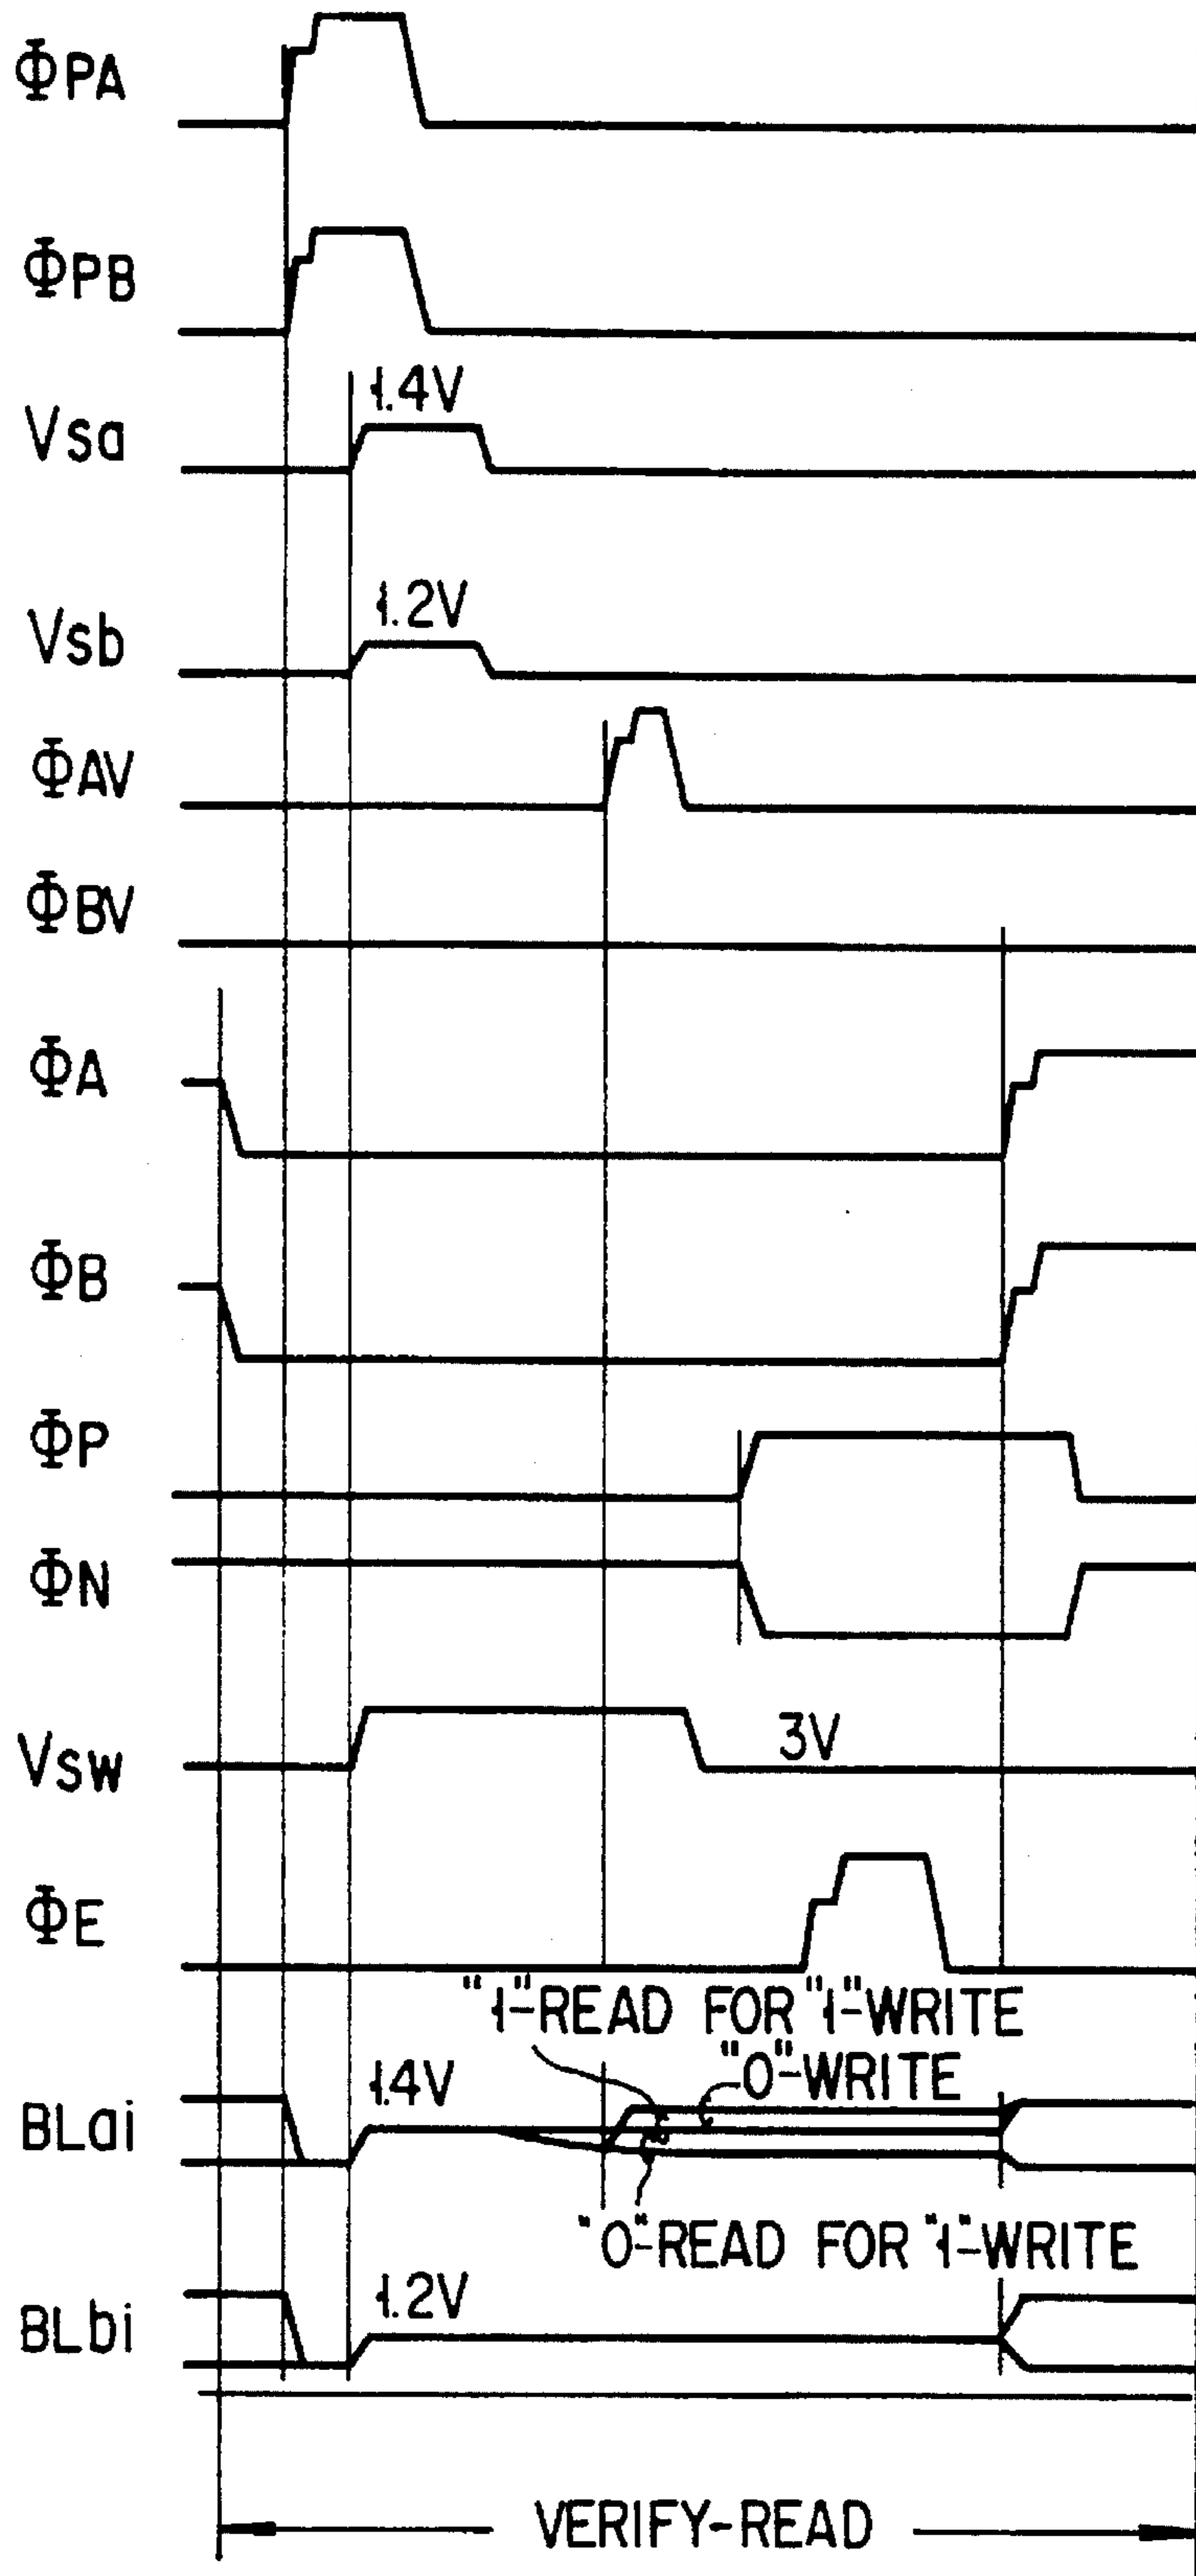 ΦPA
ΦPB
1.4V
Vsa
1.2V
Vsb
ΦAV
ΦBV
ΦA
ΦB
ΦP
ΦN
3V
Vsw
ΦE
"1"-READ FOR "1"-WRITE
"0"-WRITE
1.4V
BLai
"0"-READ FOR "1"-WRITE
1.2V
BLbi
VERIFY-READ